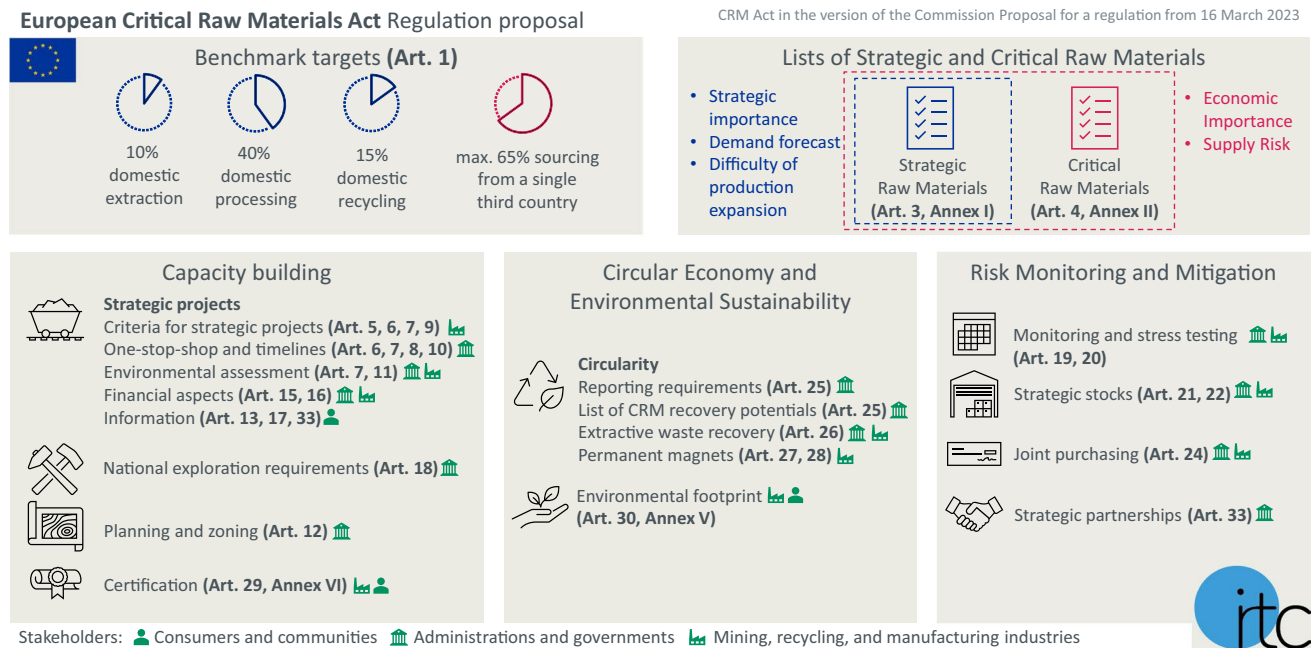 European Critical Raw Materials Act Regulation proposal
CRM Act in the version of the Commission Proposal for a regulation from 16 March 2023
Benchmark targets (Art. 1)
10%
domestic
extraction
40%
domestic
processing
15%
domestic
recycling
max. 65% sourcing
from a single
third country
Lists of Strategic and Critical Raw Materials
• Strategic
importance
• Demand forecast
• Difficulty of
production
expansion
Strategic
Raw Materials
(Art. 3, Annex I)
Critical
Raw Materials
(Art. 4, Annex II)
• Economic
Importance
• Supply Risk
Capacity building
Strategic projects
Criteria for strategic projects (Art. 5, 6, 7, 9)
One-stop-shop and timelines (Art. 6, 7, 8, 10)
Environmental assessment (Art. 7, 11)
Financial aspects (Art. 15, 16)
Information (Art. 13, 17, 33)
National exploration requirements (Art. 18)
Planning and zoning (Art. 12)
Certification (Art. 29, Annex VI)
Circular Economy and
Environmental Sustainability
Circularity
Reporting requirements (Art. 25)
List of CRM recovery potentials (Art. 25)
Extractive waste recovery (Art. 26)
Permanent magnets (Art. 27, 28)
Environmental footprint
(Art. 30, Annex V)
Risk Monitoring and Mitigation
Monitoring and stress testing
(Art. 19, 20)
Strategic stocks (Art. 21, 22)
Joint purchasing (Art. 24)
Strategic partnerships (Art. 33)
Stakeholders: Consumers and communities Administrations and governments Mining, recycling, and manufacturing industries
itc